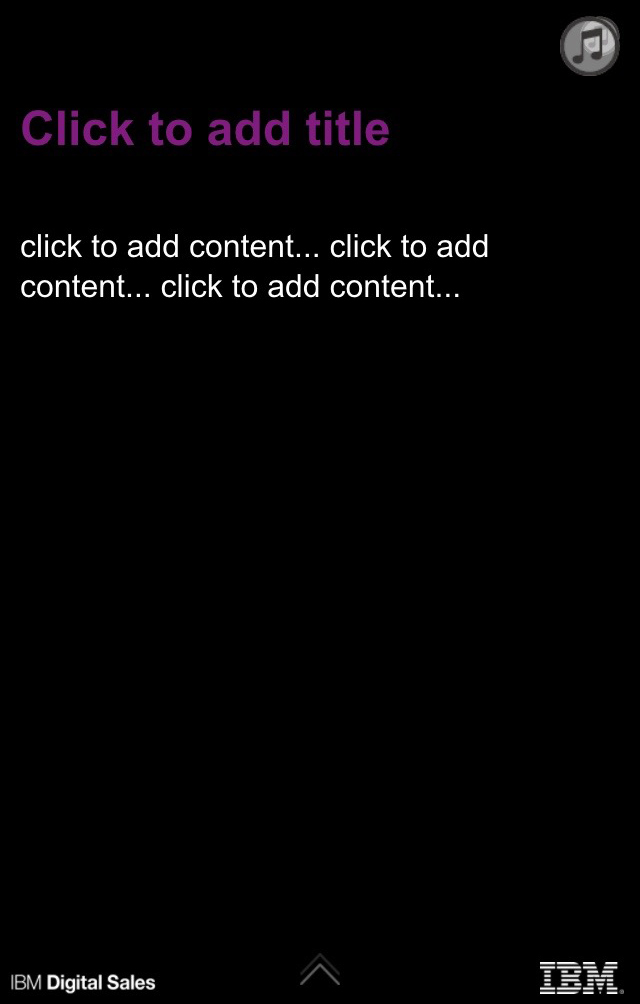 Click to add title
click to add content... click to add
content... click to add content...
IBM Digital Sales
IBM